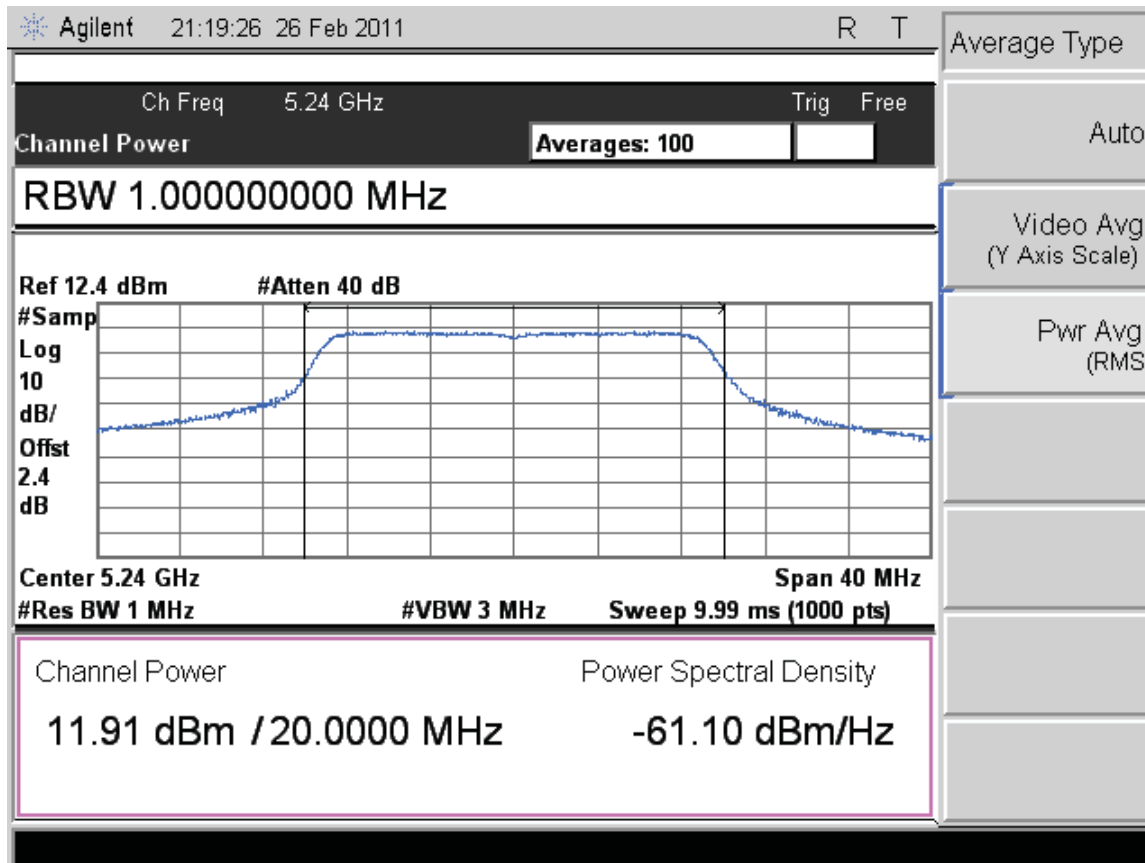 Agilent 21:19:26 26 Feb 2011 R T
Average Type
Ch Freq 5.24 GHz Trig Free
Channel Power Averages: 100
Auto
RBW 1.000000000 MHz
Video Avg
(Y Axis Scale)
Ref 12.4 dBm #Atten 40 dB
#Samp
Log
10
dB/
Offst
2.4
dB
Pwr Avg
(RMS
Center 5.24 GHz Span 40 MHz
#Res BW 1 MHz #VBW 3 MHz Sweep 9.99 ms (1000 pts)
Channel Power Power Spectral Density
11.91 dBm / 20.0000 MHz -61.10 dBm/Hz